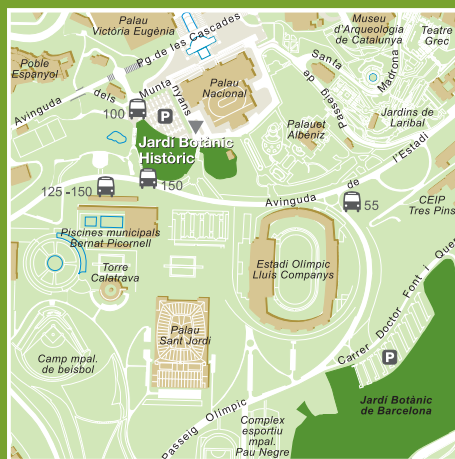 Palau
Victòria Eugènia
Pg. de les Cascades
Museu
d'Arqueologia
de Catalunya
Teatre
Grec
Poble
Espanyol
Avinguda dels Muntanyans
100
P
Palau
Nacional
Passeig de Santa Madrona
Palauet
Albéniz
Jardins de
Laribal
Jardí Botànic
Històric
125 -150
150
Avinguda de l'Estadi
55
CEIP
Tres Pins
Piscines municipals
Bernat Picornell
Torre
Calatrava
Estadi Olímpic
Lluís Companys
Palau
Sant Jordi
Camp mpal.
de beisbol
Carrer Doctor Font i Quer
P
Jardí Botànic
de Barcelona
Passeig Olímpic
Complex
esportiu
mpal.
Pau Negre